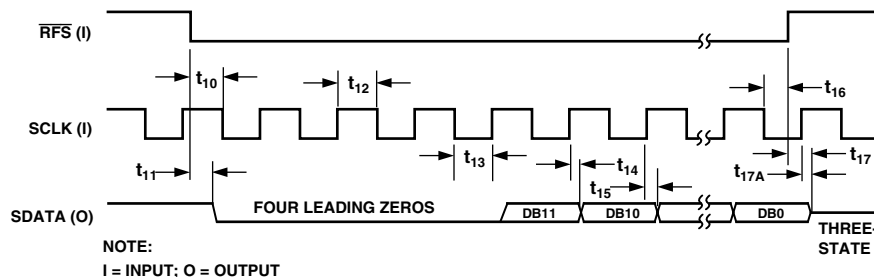 RFS (I)
t10
t12
t16
SCLK (I)
t11
t13
t14
t15
t17
t17A
SDATA (O)
FOUR LEADING ZEROS
DB11
DB10
DB0
THREE-
STATE
NOTE:
I = INPUT; O = OUTPUT